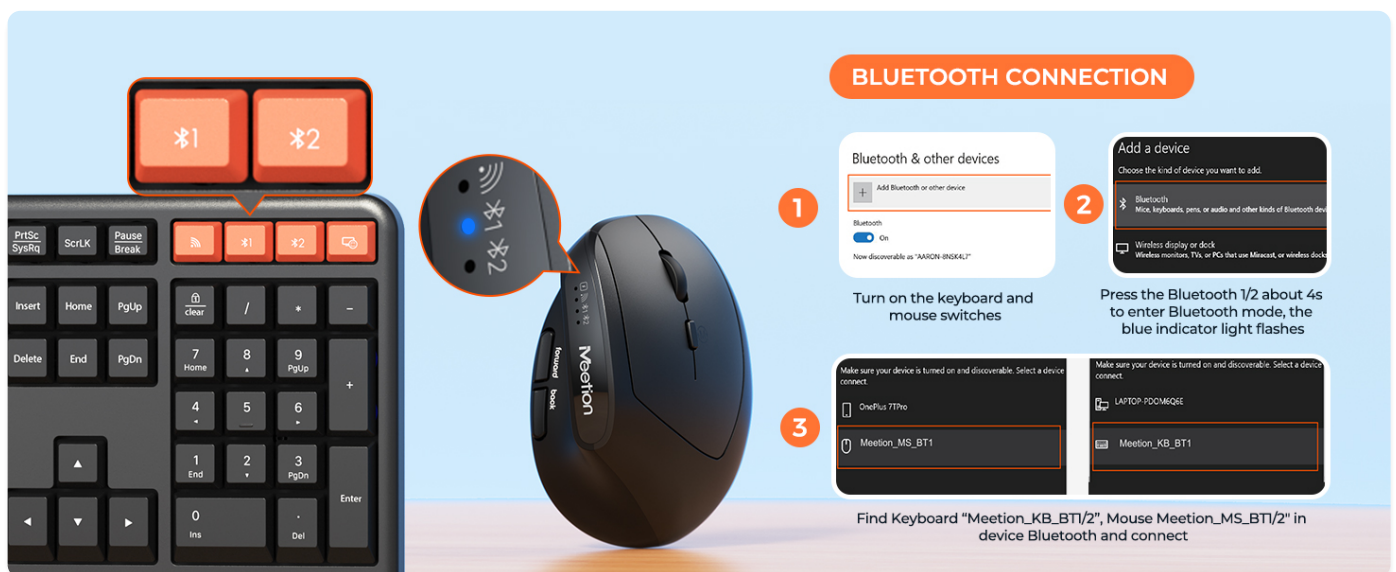 1
2
PrtSc
SysRq
ScrLK
Pause
Break
1
2
Insert
Home
PgUp
clear
/
*
-
Delete
End
PgDn
7
Home
8
9
PgUp
+
4
5
6
1
End
2
3
PgDn
Enter
0
Ins
.
Del
1
2
1 2
forward
back
Meetion
BLUETOOTH CONNECTION
1
Bluetooth & other devices
+ Add Bluetooth or other device
Bluetooth
On
Now discoverable as "AARON-8NSK4L7"
Turn on the keyboard and
mouse switches
2
Add a device
Choose the kind of device you want to add.
Bluetooth
Mice, keyboards, pens, or audio and other kinds of Bluetooth devi
Wireless display or dock
Wireless monitors, TVs, or PCs that use Miracast, or wireless docks
Press the Bluetooth 1/2 about 4s
to enter Bluetooth mode, the
blue indicator light flashes
3
Make sure your device is turned on and discoverable. Select a device
connect.
OnePlus 7TPro
Meetion_MS_BT1
Make sure your device is turned on and discoverable. Select a device
connect.
LAPTOP-PDOM6Q6E
Meetion_KB_BT1
Find Keyboard “Meetion_KB_BT1/2”, Mouse Meetion_MS_BT1/2" in
device Bluetooth and connect